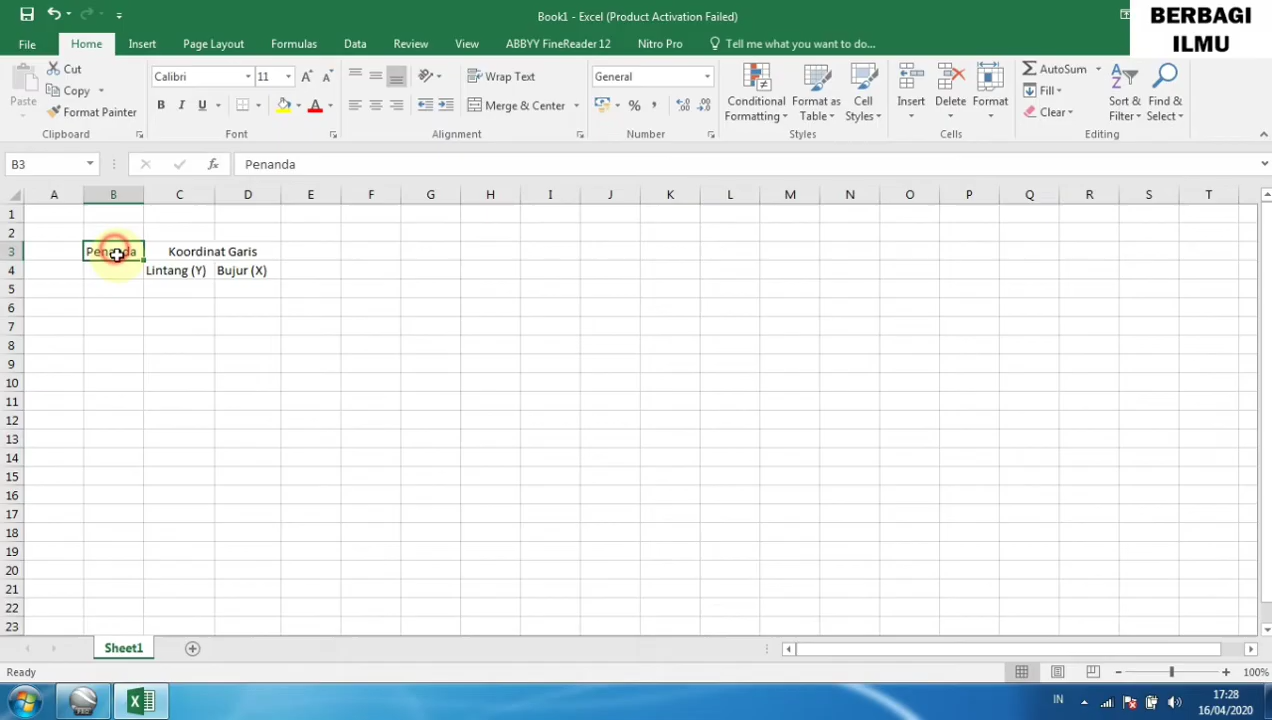 Book1 - Excel (Product Activation Failed)
BERBAGI
ILMU
File Home Insert Page Layout Formulas Data Review View ABBYY FineReader 12 Nitro Pro Tell me what you want to do...
Paste
Cut
Copy
Format Painter
Clipboard
Calibri 11
B I U
Font
Wrap Text
Merge & Center
Alignment
General
Number
Conditional Formatting
Format as Table
Cell Styles
Styles
Insert Delete Format
Cells
AutoSum
Fill
Clear
Sort & Filter
Find & Select
Editing
B3 fx Penanda
A B C D E F G H I J K L M N O P Q R S T
1
2
3 Penanda Koordinat Garis
4 Lintang (Y) Bujur (X)
5
6
7
8
9
10
11
12
13
14
15
16
17
18
19
20
21
22
23
Sheet1
Ready 100%
IN 17:28
16/04/2020